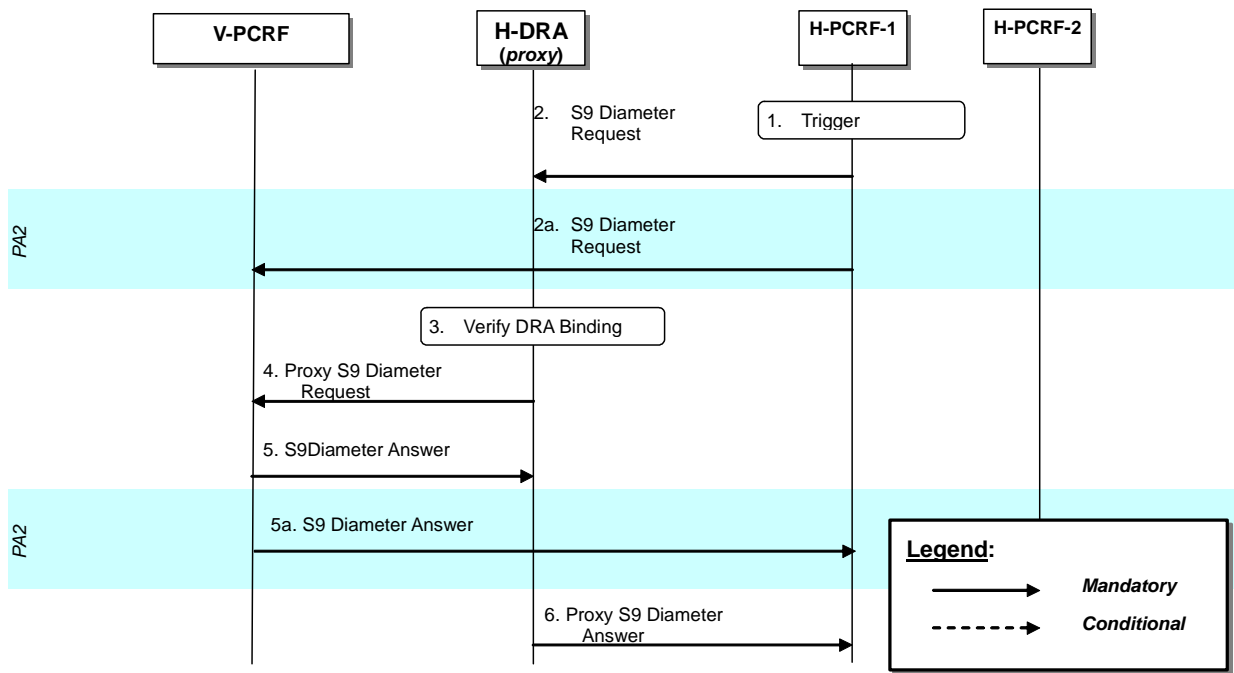 V-PCRF
H-DRA
(proxy)
H-PCRF-1
H-PCRF-2
2. S9 Diameter
Request
1. Trigger
PA2
2a. S9 Diameter
Request
3. Verify DRA Binding
4. Proxy S9 Diameter
Request
5. S9Diameter Answer
PA2
5a. S9 Diameter Answer
Legend:
Mandatory
Conditional
6. Proxy S9 Diameter
Answer